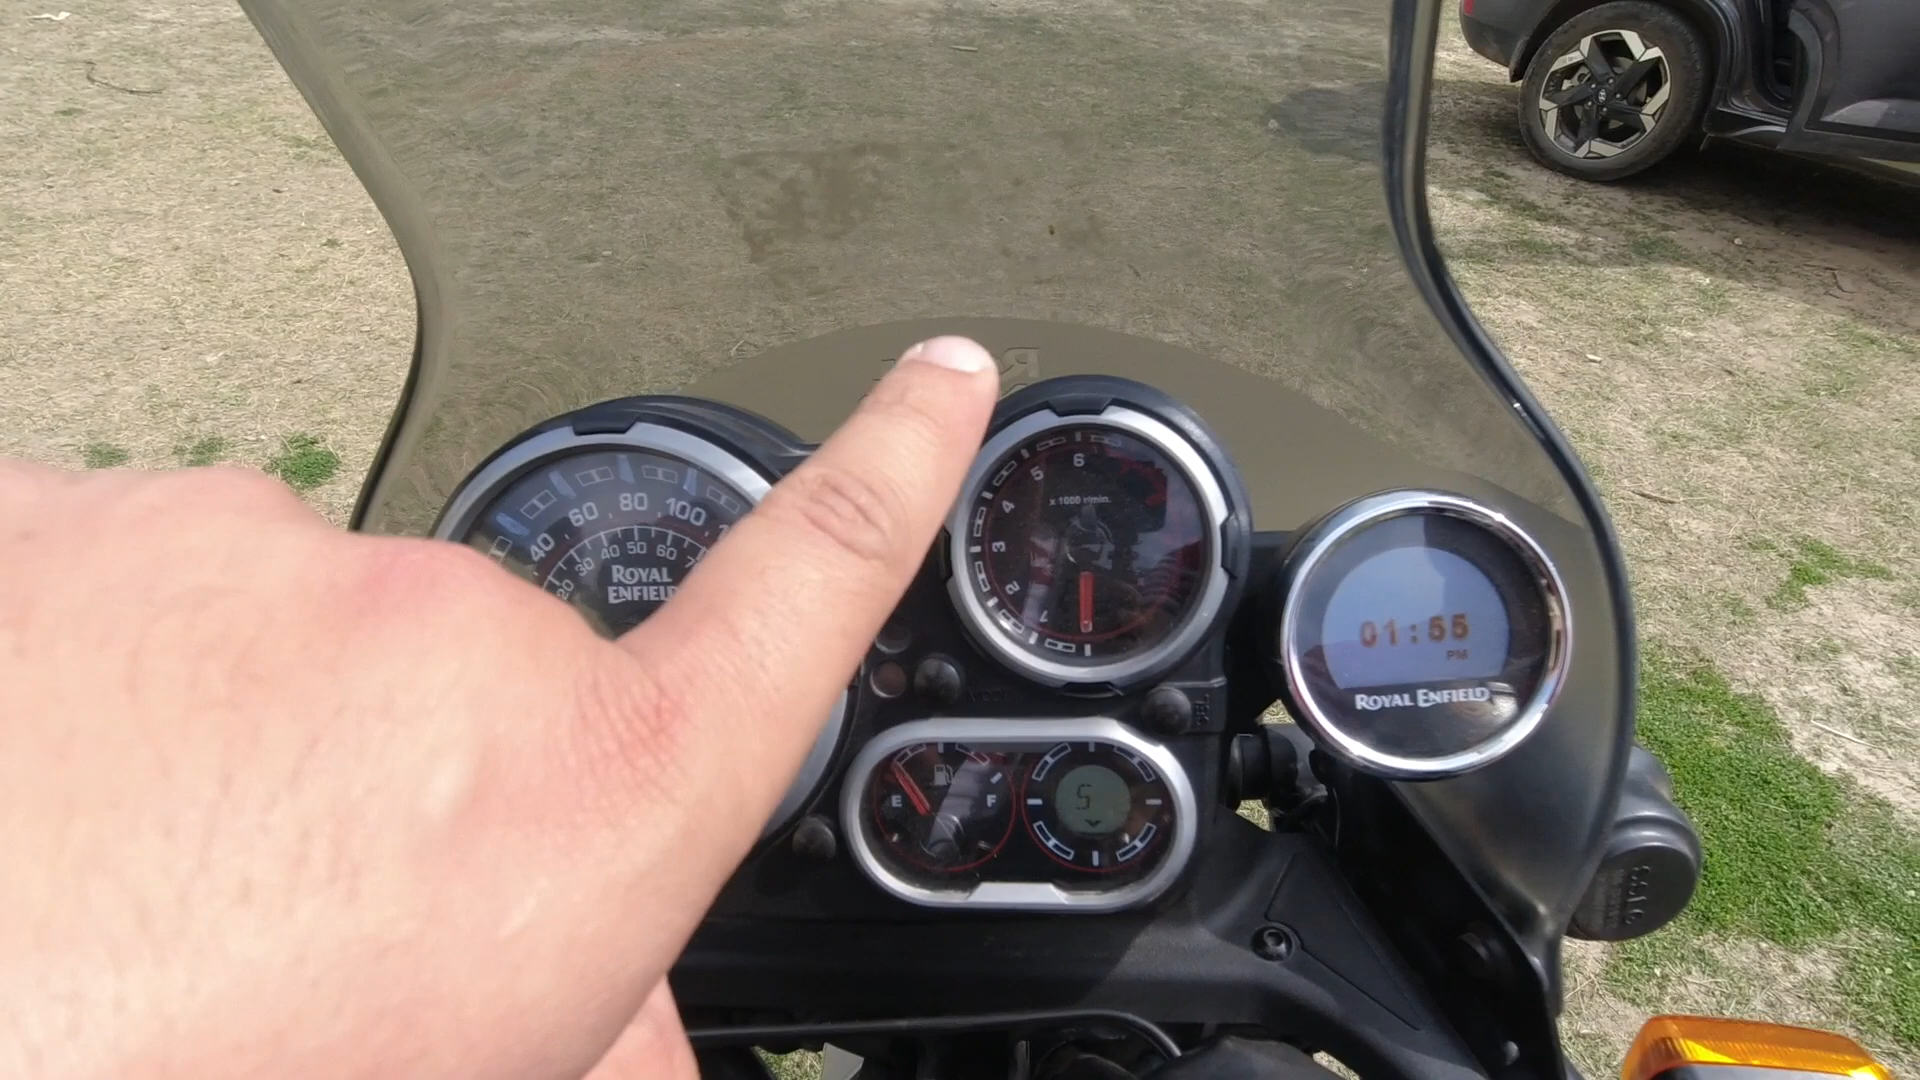 40 60 80 100
20 30 40 50 60
ROYAL
ENFIELD
1 2 3 4 5 6
x 1000 r/min.
01:55
PM
ROYAL ENFIELD
SEL
E F
5